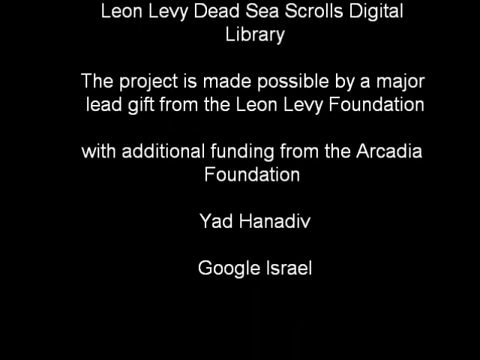 Leon Levy Dead Sea Scrolls Digital
Library
The project is made possible by a major
lead gift from the Leon Levy Foundation
with additional funding from the Arcadia
Foundation
Yad Hanadiv
Google Israel